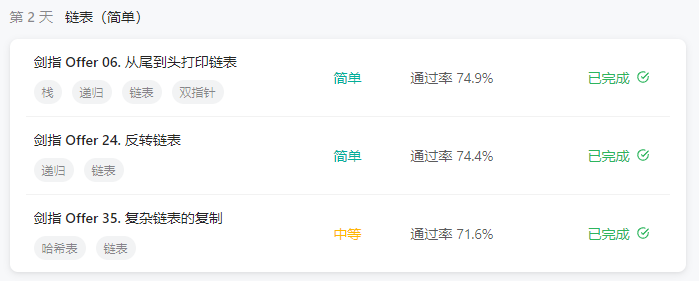 第 2 天 链表（简单）
剑指 Offer 06. 从尾到头打印链表
简单 通过率 74.9% 已完成
栈 递归 链表 双指针
剑指 Offer 24. 反转链表
简单 通过率 74.4% 已完成
递归 链表
剑指 Offer 35. 复杂链表的复制
中等 通过率 71.6% 已完成
哈希表 链表